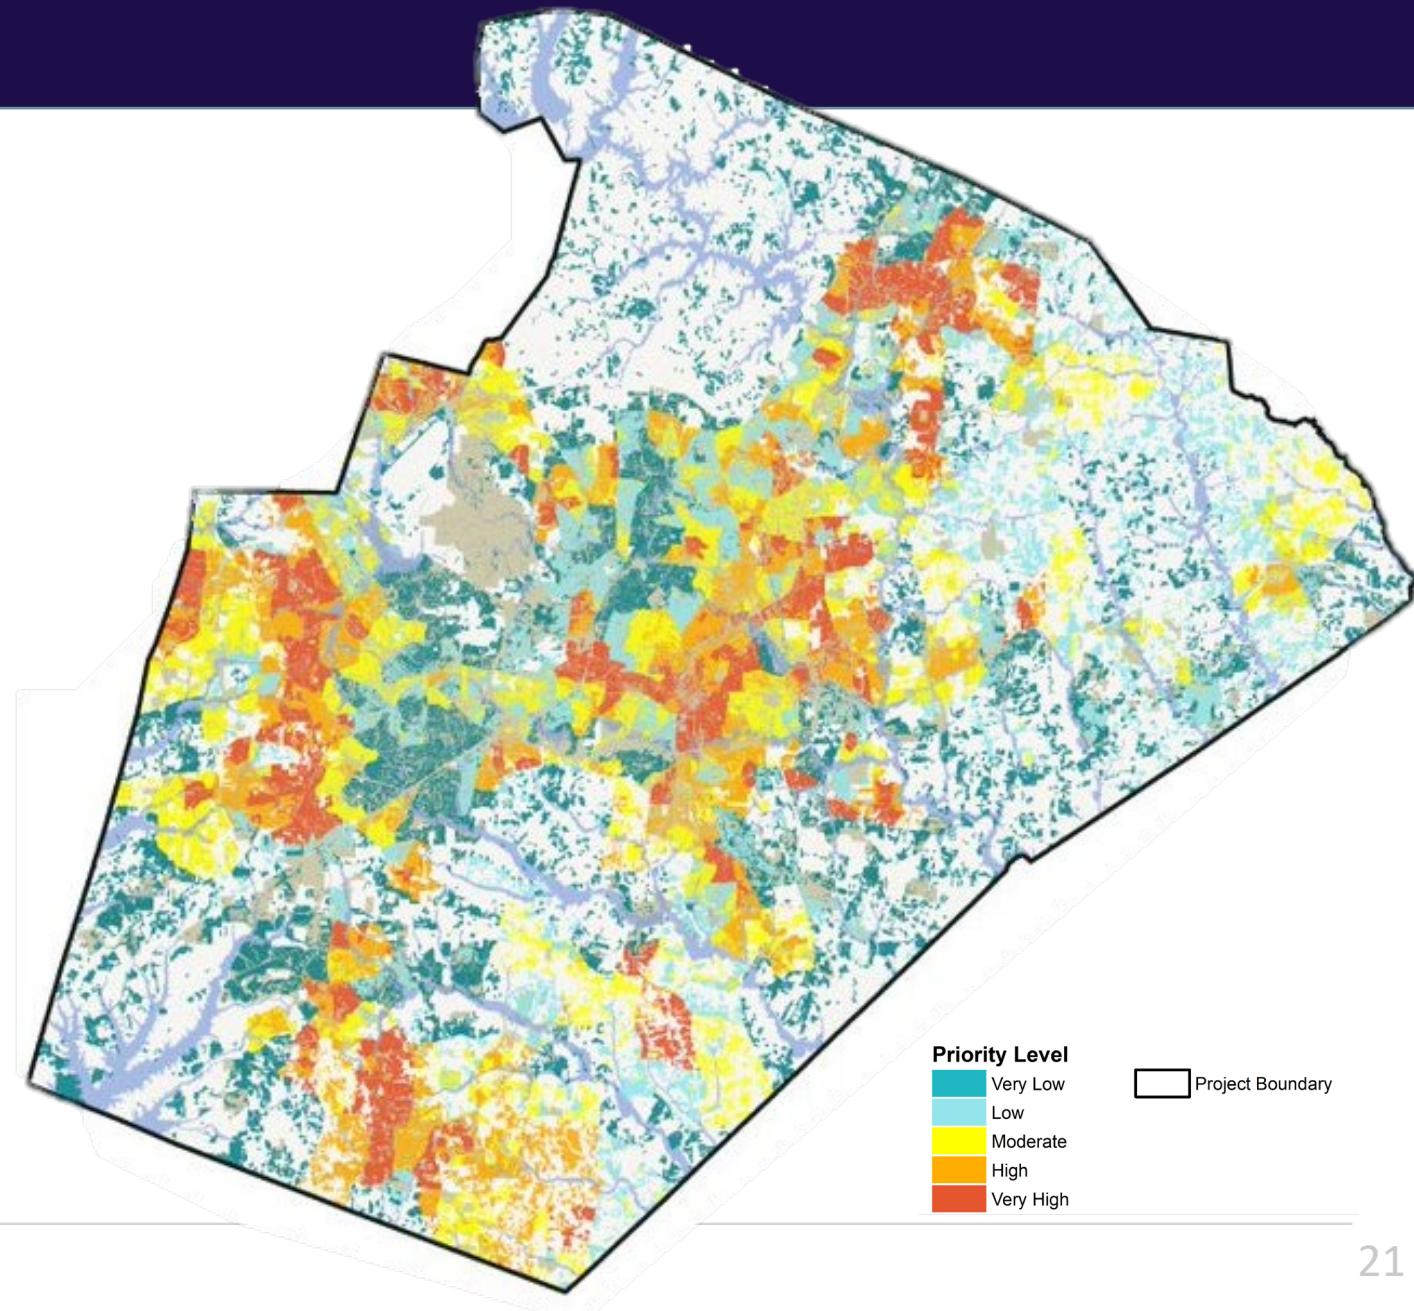 Priority Level
Very Low
Low
Moderate
High
Very High
Project Boundary
21